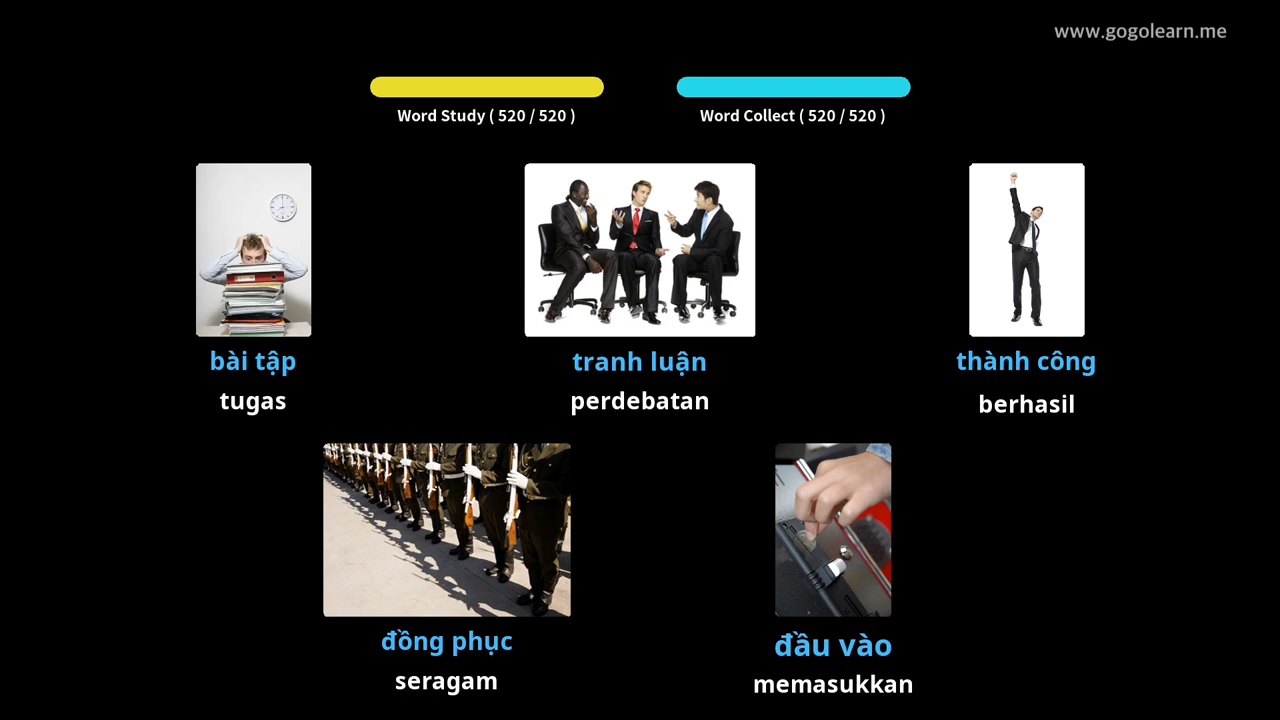 www.gogolearn.me
Word Study ( 520 / 520 )
Word Collect ( 520 / 520 )
bài tập
tugas
tranh luận
perdebatan
thành công
berhasil
đồng phục
seragam
đầu vào
memasukkan